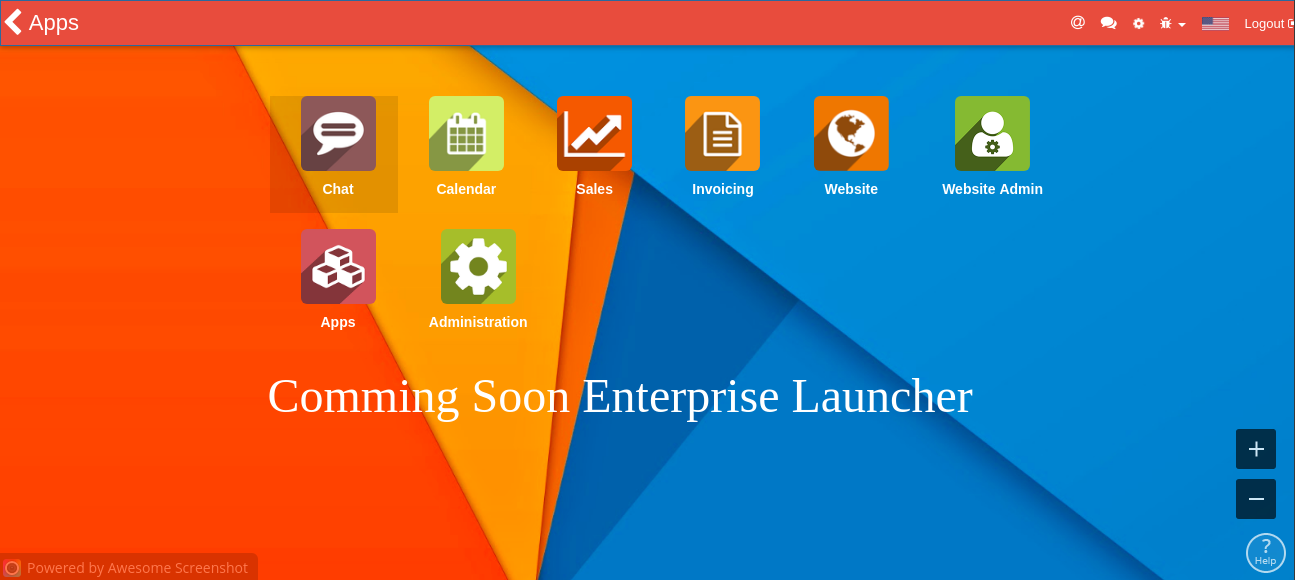 Apps
@
Logout
Chat
Calendar
Sales
Invoicing
Website
Website Admin
Apps
Administration
Comming Soon Enterprise Launcher
+
−
?
Help
Powered by Awesome Screenshot